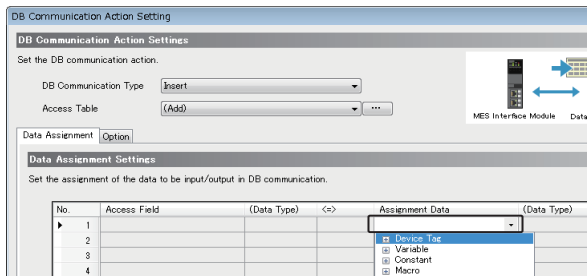 DB Communication Action Setting
DB Communication Action Settings
Set the DB communication action.
DB Communication Type Insert
Access Table (Add) ...
MES Interface Module Data
Data Assignment Option
Data Assignment Settings
Set the assignment of the data to be input/output in DB communication.
No. Access Field (Data Type) <=> Assignment Data (Data Type)
1
Device Tag
2
Variable
3
Constant
4
Macro